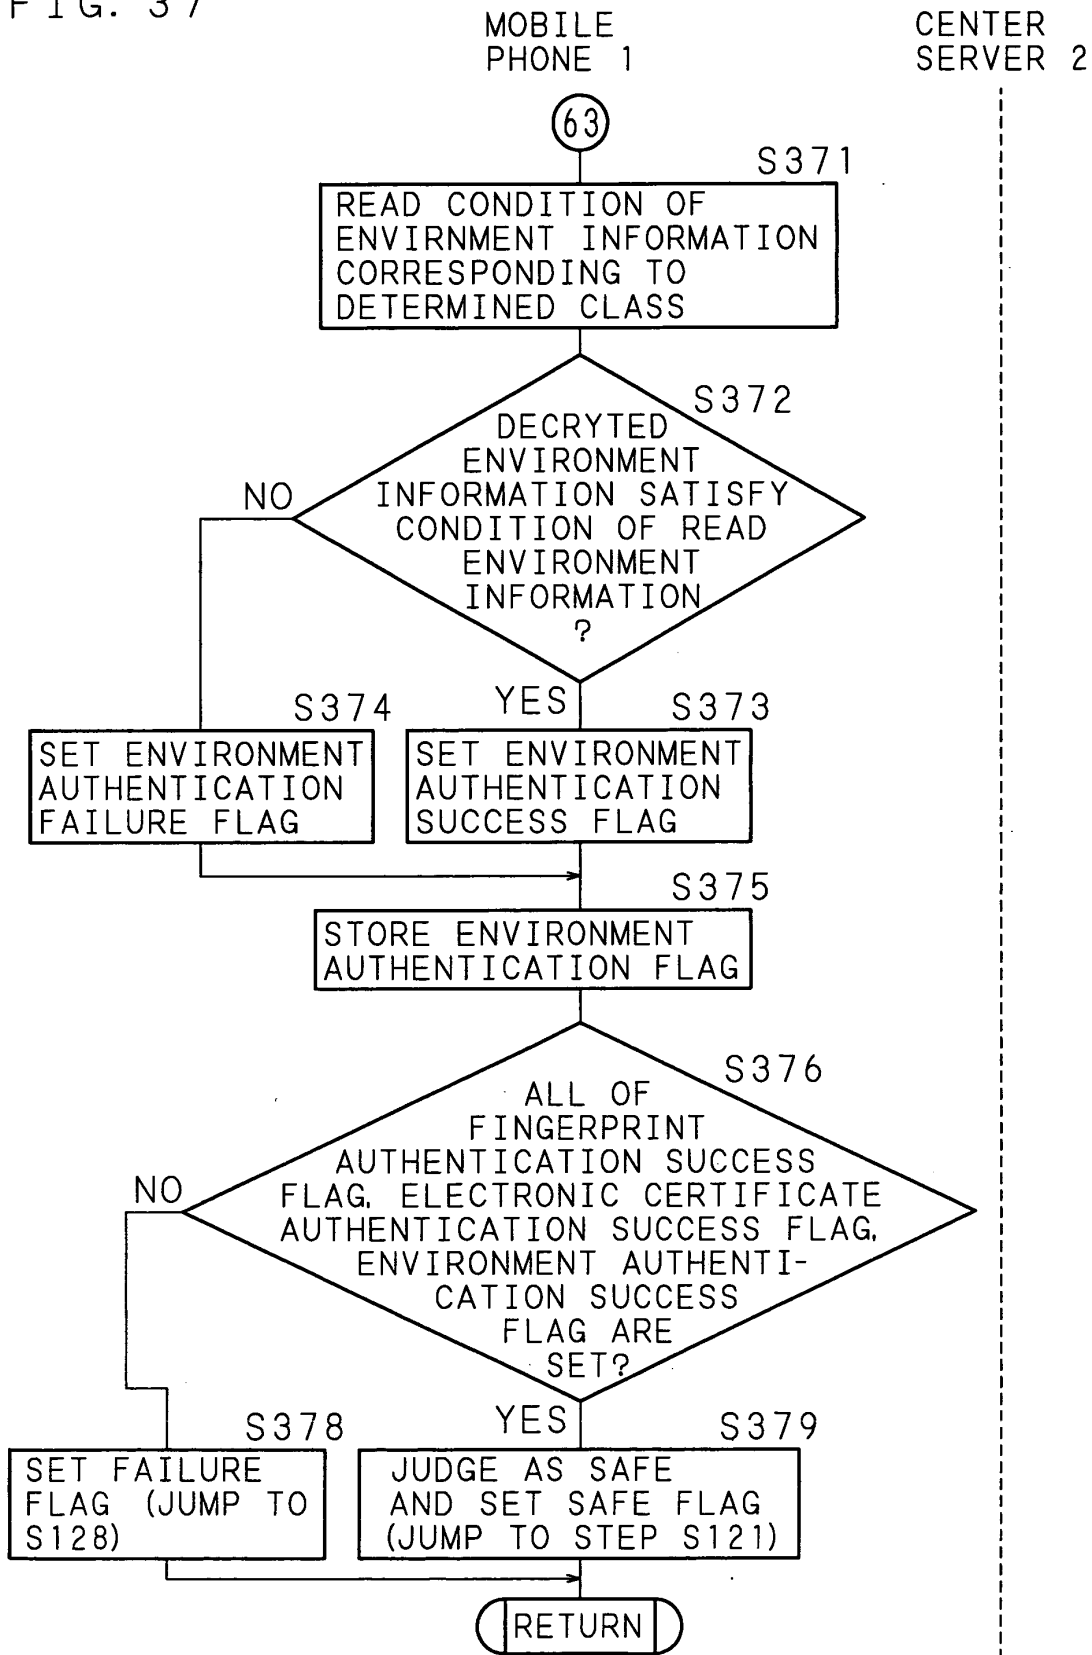 FIG. 37
MOBILE
PHONE 1
CENTER
SERVER 2
63
S371
READ CONDITION OF
ENVIRNMENT INFORMATION
CORRESPONDING TO
DETERMINED CLASS
S372
DECRYTED
ENVIRONMENT
INFORMATION SATISFY
CONDITION OF READ
ENVIRONMENT
INFORMATION
?
NO
YES
S374
SET ENVIRONMENT
AUTHENTICATION
FAILURE FLAG
S373
SET ENVIRONMENT
AUTHENTICATION
SUCCESS FLAG
S375
STORE ENVIRONMENT
AUTHENTICATION FLAG
S376
ALL OF
FINGERPRINT
AUTHENTICATION SUCCESS
FLAG, ELECTRONIC CERTIFICATE
AUTHENTICATION SUCCESS FLAG,
ENVIRONMENT AUTHENTI-
CATION SUCCESS
FLAG ARE
SET?
NO
YES
S378
SET FAILURE
FLAG (JUMP TO
S128)
S379
JUDGE AS SAFE
AND SET SAFE FLAG
(JUMP TO STEP S121)
RETURN